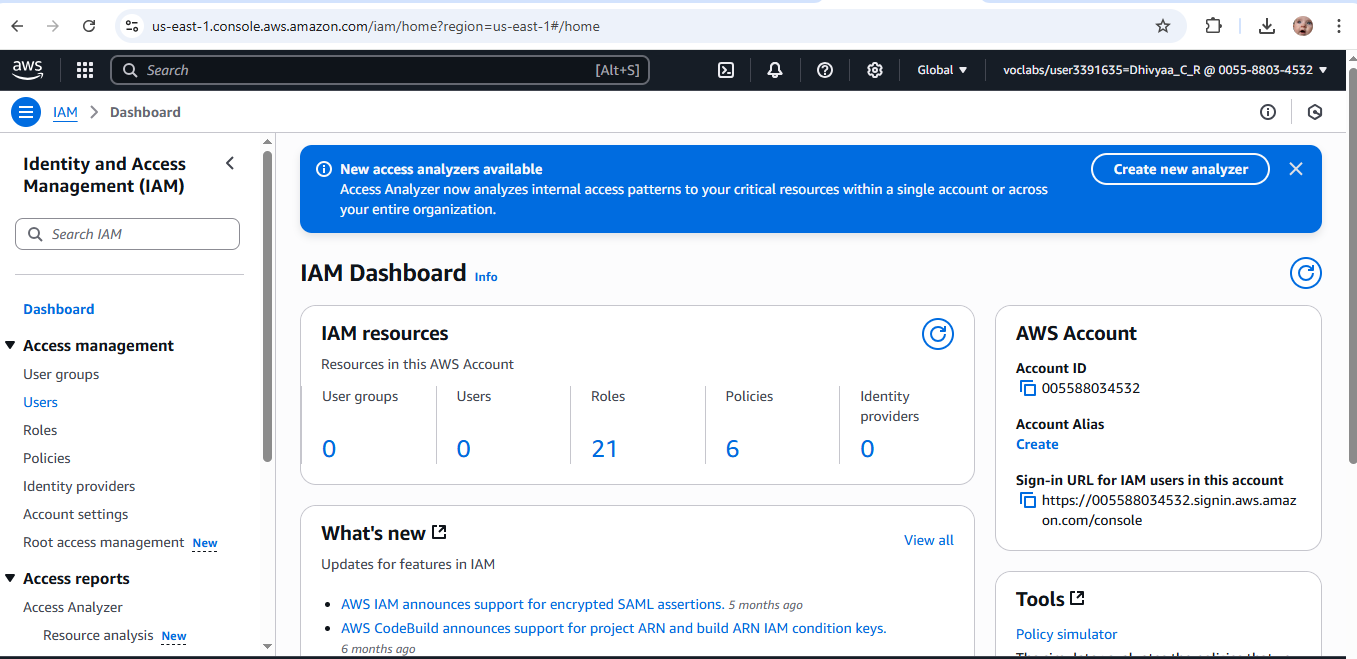 us-east-1.console.aws.amazon.com/iam/home?region=us-east-1#/home
aws
Search
[Alt+S]
Global
voclabs/user3391635=Dhivyaa_C_R @ 0055-8803-4532
IAM
Dashboard
Identity and Access
Management (IAM)
Search IAM
Dashboard
Access management
User groups
Users
Roles
Policies
Identity providers
Account settings
Root access management New
Access reports
Access Analyzer
Resource analysis New
New access analyzers available
Access Analyzer now analyzes internal access patterns to your critical resources within a single account or across
your entire organization.
Create new analyzer
IAM Dashboard Info
IAM resources
Resources in this AWS Account
User groups
0
Users
0
Roles
21
Policies
6
Identity
providers
0
What's new
View all
Updates for features in IAM
AWS IAM announces support for encrypted SAML assertions. 5 months ago
AWS CodeBuild announces support for project ARN and build ARN IAM condition keys.
6 months ago
AWS Account
Account ID
005588034532
Account Alias
Create
Sign-in URL for IAM users in this account
https://005588034532.signin.aws.amaz
on.com/console
Tools
Policy simulator